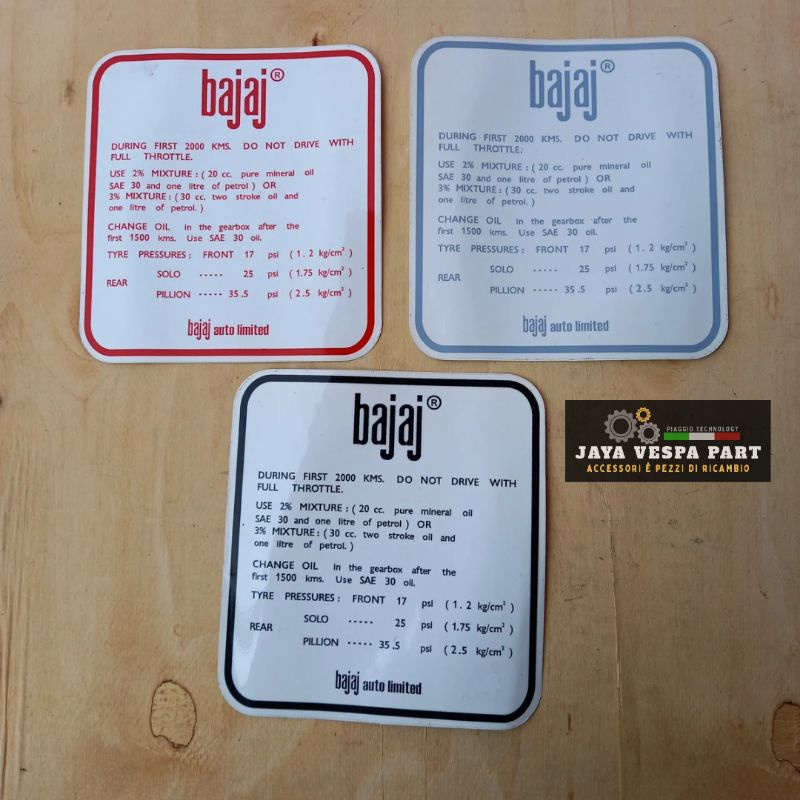 bajaj®
DURING FIRST 2000 KMS. DO NOT DRIVE WITH
FULL THROTTLE.
USE 2% MIXTURE : ( 20 cc. pure mineral oil
SAE 30 and one litre of petrol ) OR
3% MIXTURE : ( 30 cc. two stroke oil and
one litre of petrol. )
CHANGE OIL in the gearbox after the
first 1500 kms. Use SAE 30 oil.
TYRE PRESSURES : FRONT 17 psi ( 1. 2 kg/cm² )
SOLO ----- 25 psi ( 1.75 kg/cm² )
REAR
PILLION ----- 35.5 psi ( 2.5 kg/cm² )
bajaj auto limited
bajaj®
DURING FIRST 2000 KMS. DO NOT DRIVE WITH
FULL THROTTLE.
USE 2% MIXTURE : ( 20 cc. pure mineral oil
SAE 30 and one litre of petrol ) OR
3% MIXTURE : ( 30 cc. two stroke oil and
one litre of petrol. )
CHANGE OIL in the gearbox after the
first 1500 kms. Use SAE 30 oil.
TYRE PRESSURES : FRONT 17 psi ( 1. 2 kg/cm² )
SOLO ----- 25 psi ( 1.75 kg/cm² )
REAR
PILLION ----- 35.5 psi ( 2.5 kg/cm² )
bajaj auto limited
bajaj®
DURING FIRST 2000 KMS. DO NOT DRIVE WITH
FULL THROTTLE.
USE 2% MIXTURE : ( 20 cc. pure mineral oil
SAE 30 and one litre of petrol ) OR
3% MIXTURE : ( 30 cc. two stroke oil and
one litre of petrol. )
CHANGE OIL in the gearbox after the
first 1500 kms. Use SAE 30 oil.
TYRE PRESSURES : FRONT 17 psi ( 1. 2 kg/cm² )
SOLO ----- 25 psi ( 1.75 kg/cm² )
REAR
PILLION ----- 35.5 psi ( 2.5 kg/cm² )
bajaj auto limited
PIAGGIO TECHNOLOGY
JAYA VESPA PART
ACCESSORI É PEZZI DI RICAMBIO